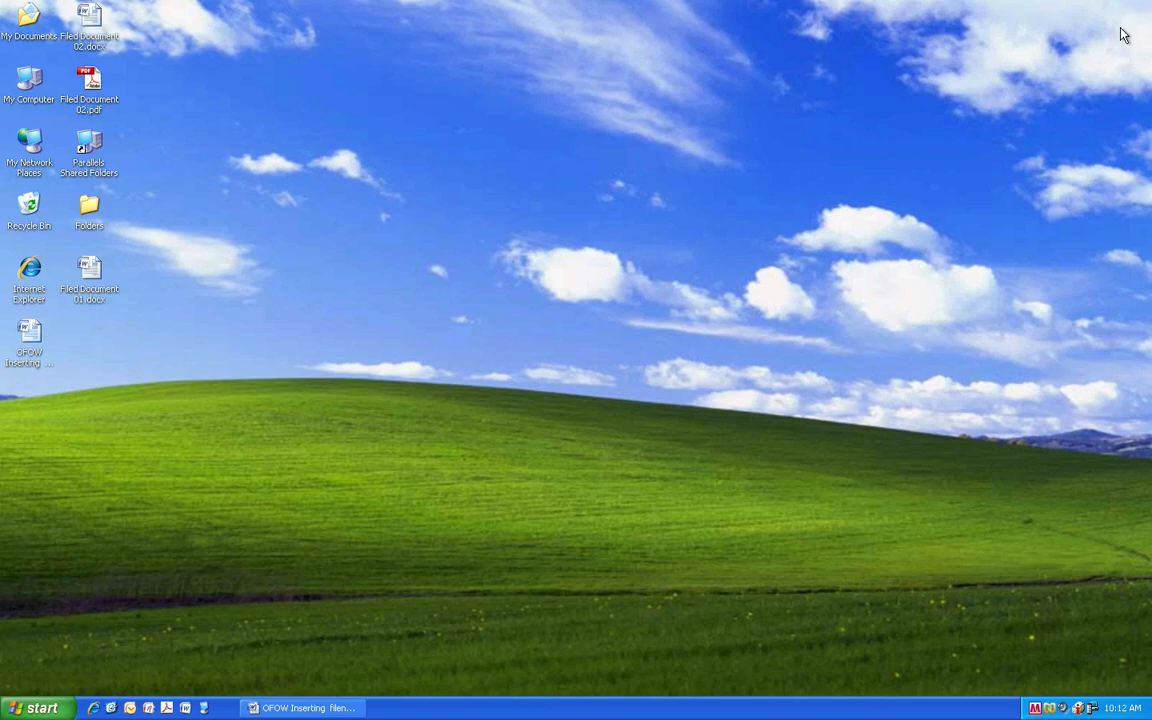 My Documents
Filed Document
02.docx
My Computer
PDF
Filed Document
02.pdf
My Network
Places
Parallels
Shared Folders
Recycle Bin
Folders
Internet
Explorer
Filed Document
01.docx
OFOW
Inserting ...
start
OFOW Inserting filen...
10:12 AM